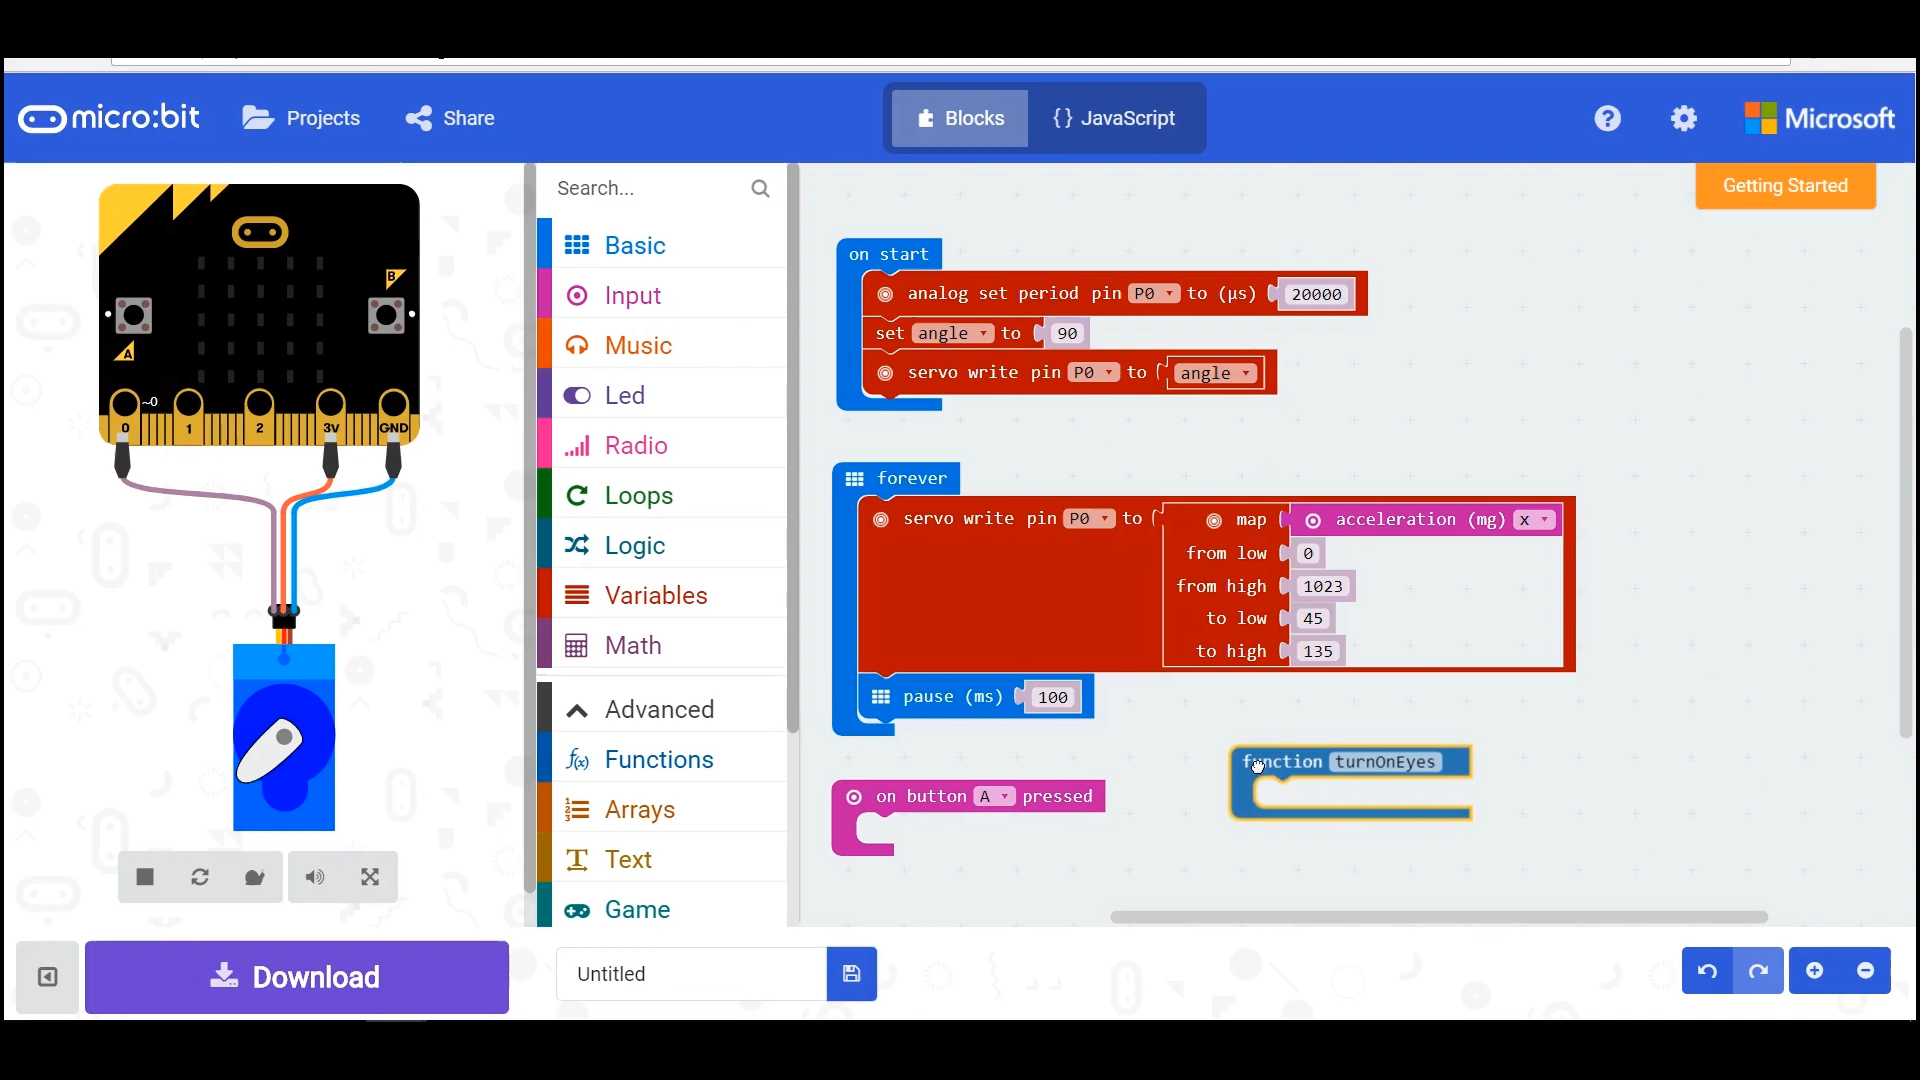 micro:bit
Projects
Share
Blocks
{ } JavaScript
?
Microsoft
Getting Started
Search...
Basic
Input
Music
Led
Radio
Loops
Logic
Variables
Math
Advanced
f(x) Functions
Arrays
Text
Game
B
A
~0
0 1 2 3V GND
on start
analog set period pin P0 to (µs) 20000
set angle to 90
servo write pin P0 to angle
forever
servo write pin P0 to map acceleration (mg) x
from low 0
from high 1023
to low 45
to high 135
pause (ms) 100
function turnOnEyes
on button A pressed
Download
Untitled